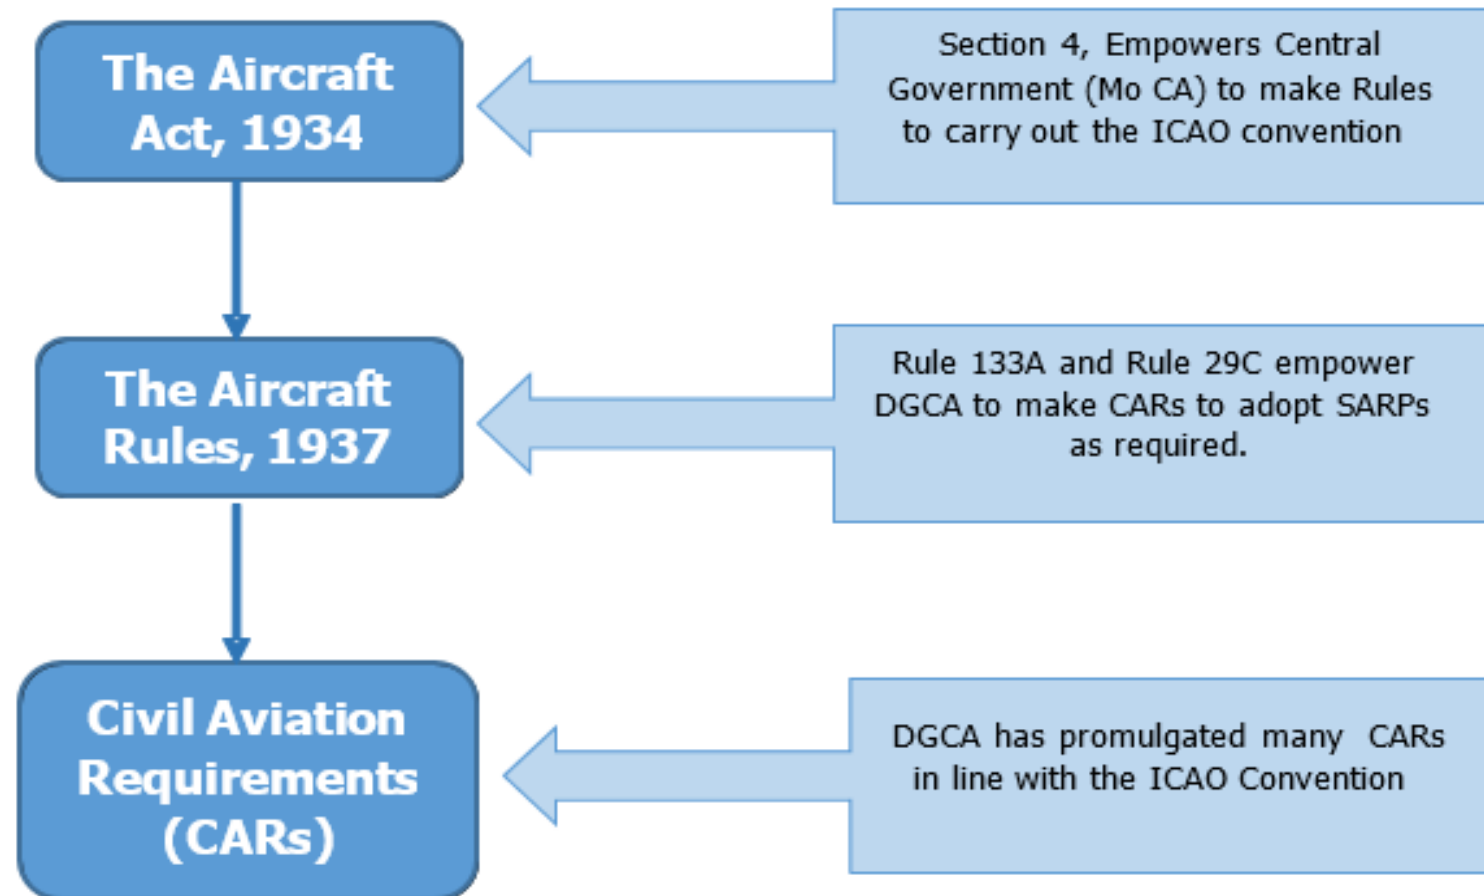 The Aircraft
Act, 1934
Section 4, Empowers Central
Government (Mo CA) to make Rules
to carry out the ICAO convention
The Aircraft
Rules, 1937
Rule 133A and Rule 29C empower
DGCA to make CARs to adopt SARPs
as required.
Civil Aviation
Requirements
(CARs)
DGCA has promulgated many CARs
in line with the ICAO Convention